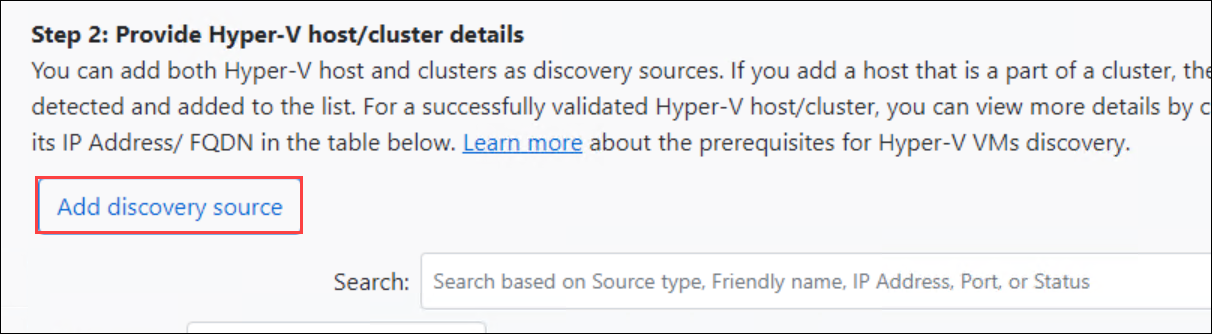 Step 2: Provide Hyper-V host/cluster details
You can add both Hyper-V host and clusters as discovery sources. If you add a host that is a part of a cluster, the
detected and added to the list. For a successfully validated Hyper-V host/cluster, you can view more details by c
its IP Address/ FQDN in the table below. Learn more about the prerequisites for Hyper-V VMs discovery.
Add discovery source
Search: Search based on Source type, Friendly name, IP Address, Port, or Status